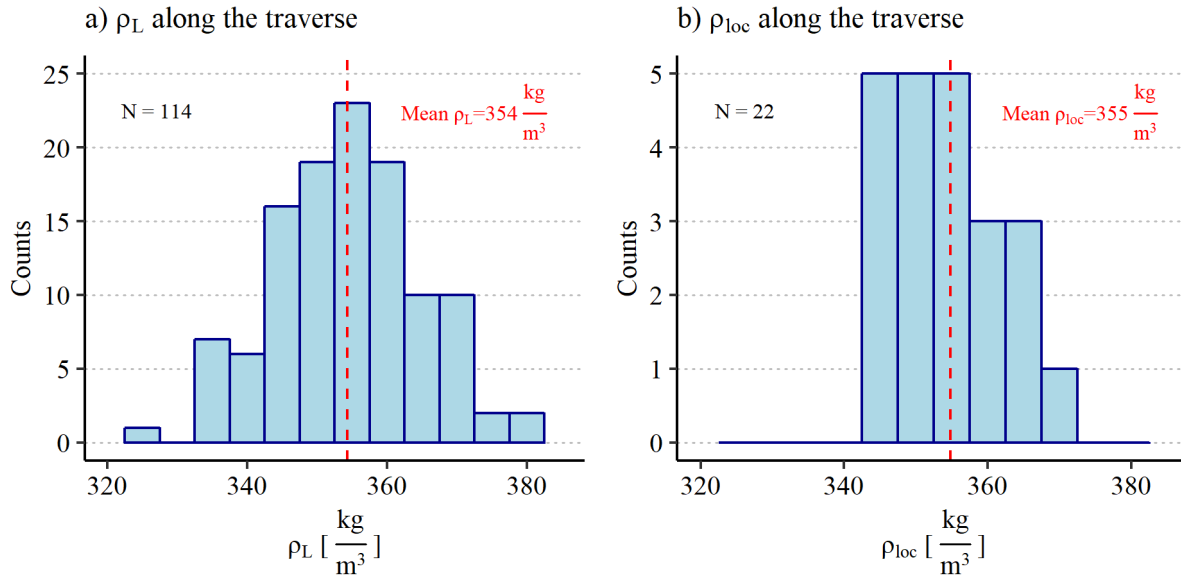 a) ρL along the traverse
25
20
15
10
5
0
Counts
N = 114
Mean ρL=354 kg/m³
320 340 360 380
ρL [ kg/m³ ]
b) ρloc along the traverse
5
4
3
2
1
0
Counts
N = 22
Mean ρloc=355 kg/m³
320 340 360 380
ρloc [ kg/m³ ]